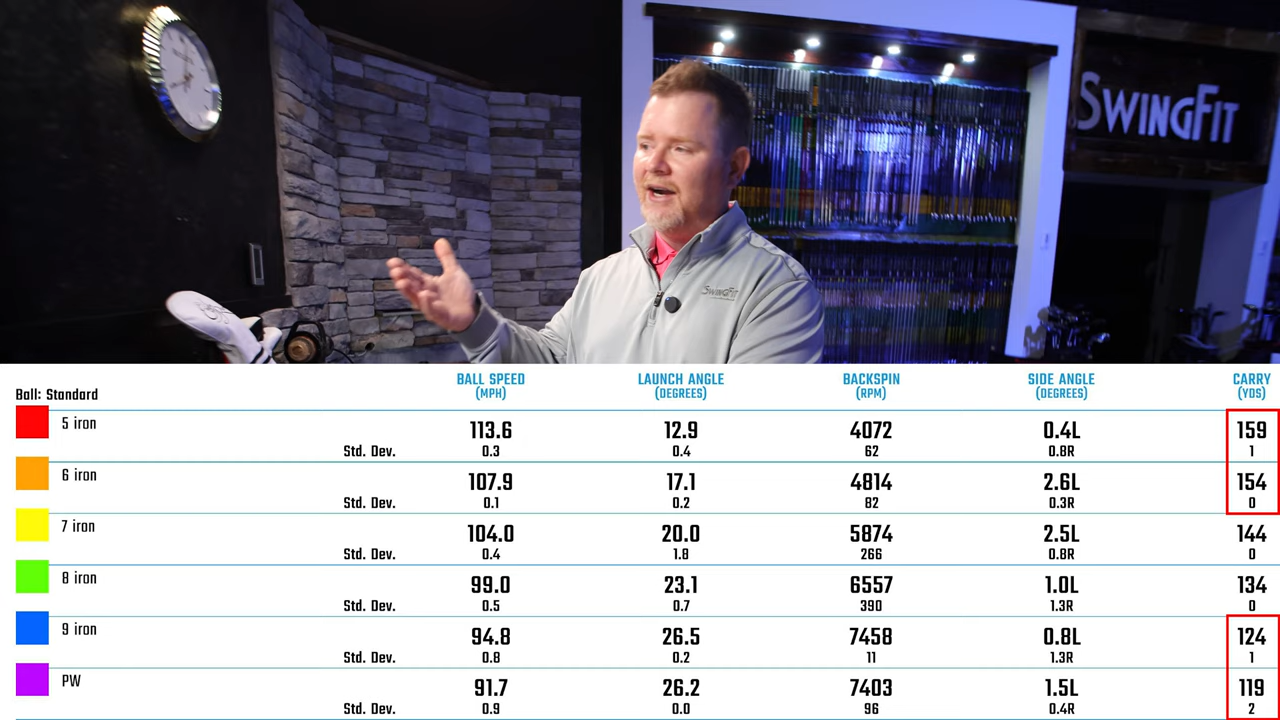 SWINGFIT
SWINGFIT
Ball: Standard
BALL SPEED LAUNCH ANGLE BACKSPIN SIDE ANGLE CARRY
(MPH) (DEGREES) (RPM) (DEGREES) (YDS)
5 iron 113.6 12.9 4072 0.4L 159
Std. Dev. 0.3 0.4 62 0.8R 1
6 iron 107.9 17.1 4814 2.6L 154
Std. Dev. 0.1 0.2 82 0.3R 0
7 iron 104.0 20.0 5874 2.5L 144
Std. Dev. 0.4 1.8 266 0.8R 0
8 iron 99.0 23.1 6557 1.0L 134
Std. Dev. 0.5 0.7 390 1.3R 0
9 iron 94.8 26.5 7458 0.8L 124
Std. Dev. 0.8 0.2 11 1.3R 1
PW 91.7 26.2 7403 1.5L 119
Std. Dev. 0.9 0.0 96 0.4R 2